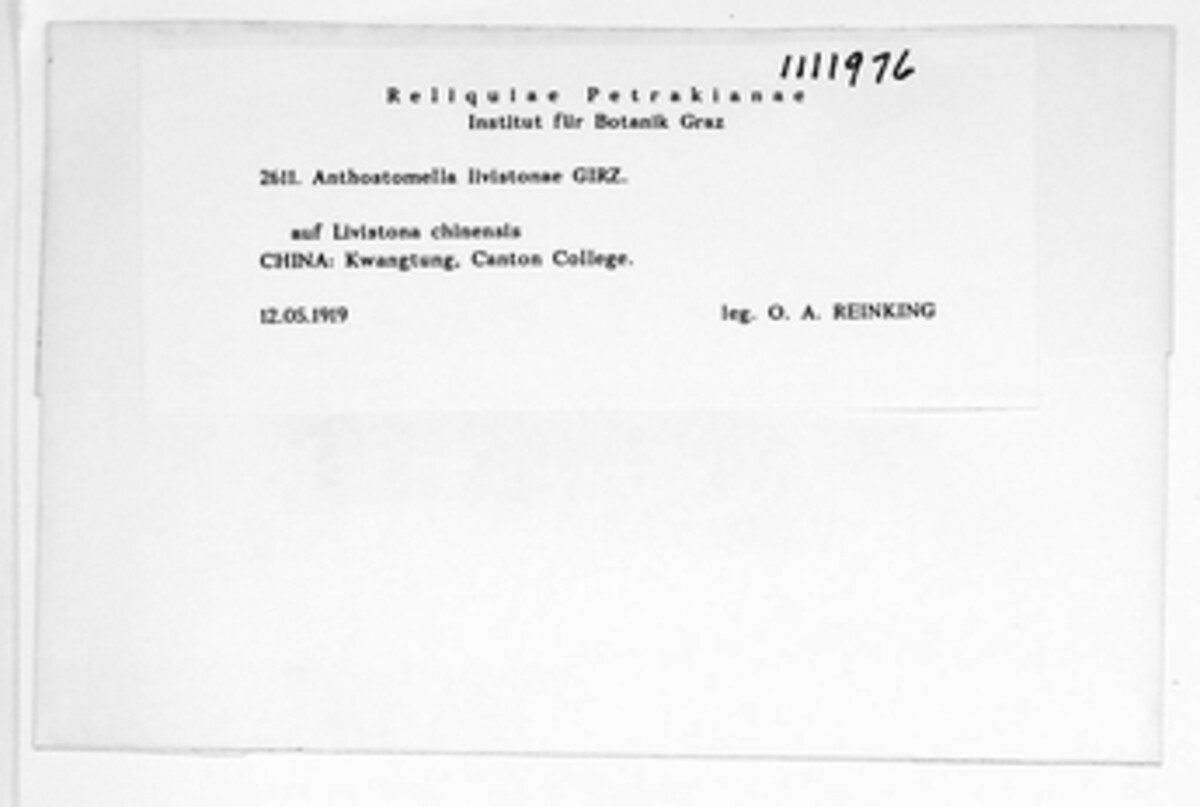 1111976
Reliquiae Petrakianae
Institut für Botanik Graz
2611. Anthostomella livistonae GIRZ.
auf Livistona chinensis
CHINA: Kwangtung, Canton College.
12.05.1919 leg. O. A. REINKING